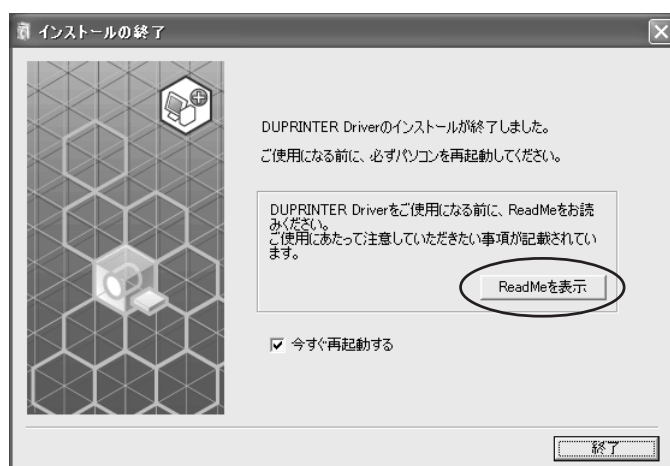 インストールの終了
DUPRINTER Driverのインストールが終了しました。
ご使用になる前に、必ずパソコンを再起動してください。
DUPRINTER Driverをご使用になる前に、ReadMeをお読
みください。
ご使用にあたって注意していただきたい事項が記載されてい
ます。
ReadMeを表示
今すぐ再起動する
終了